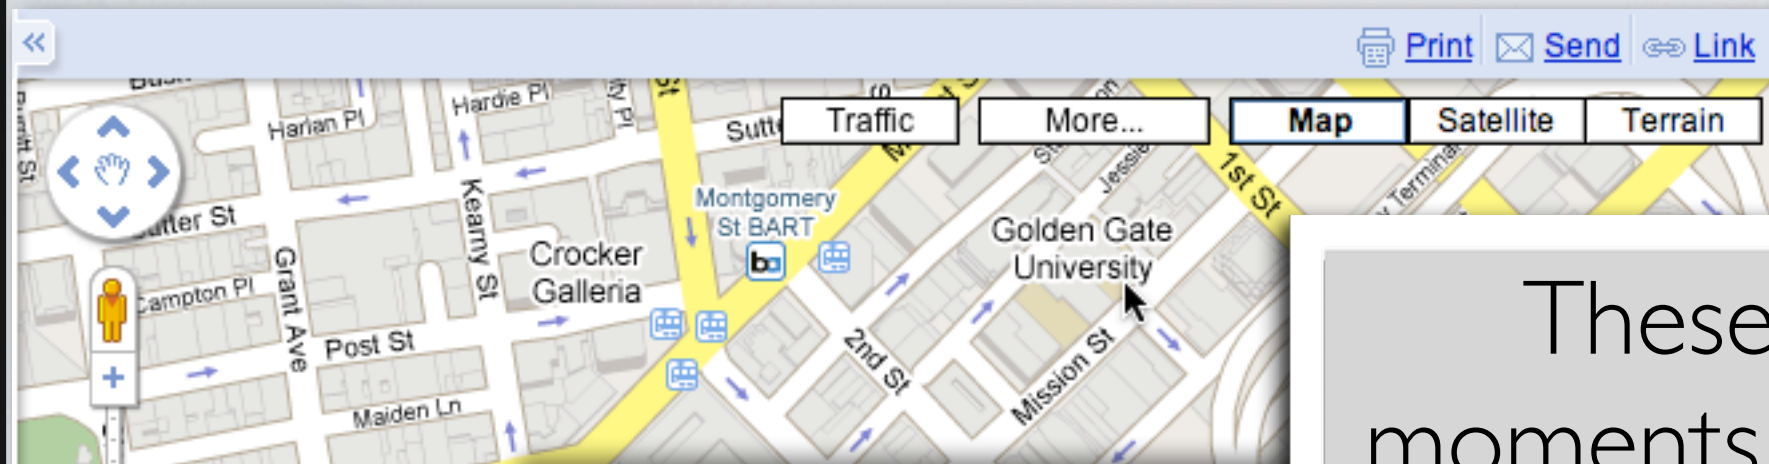 «
Print
Send
Link
Traffic
More...
Map
Satellite
Terrain
Hardie Pl
Harlan Pl
1st St
Kearny St
Montgomery
St BART
ba
Golden Gate
University
Crocker
Galleria
Grant Ave
Campton Pl
Post St
2nd St
Mission St
Maiden Ln
+
These
moments